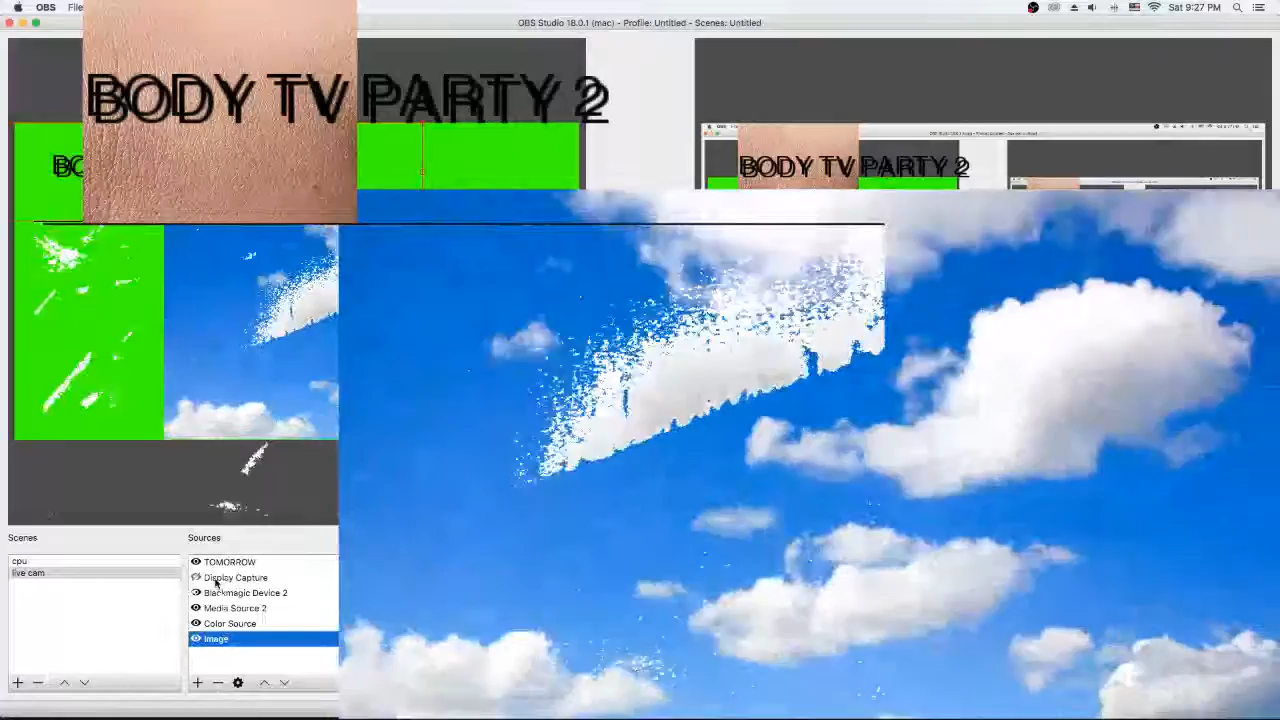 OBS File
Sat 9:27 PM
OBS Studio 18.0.1 (mac) - Profile: Untitled - Scenes: Untitled
BODY TV PARTY 2
BO
BODY TV PARTY 2
Scenes
Sources
cpu
live cam
TOMORROW
Display Capture
Blackmagic Device 2
Media Source 2
Color Source
Image